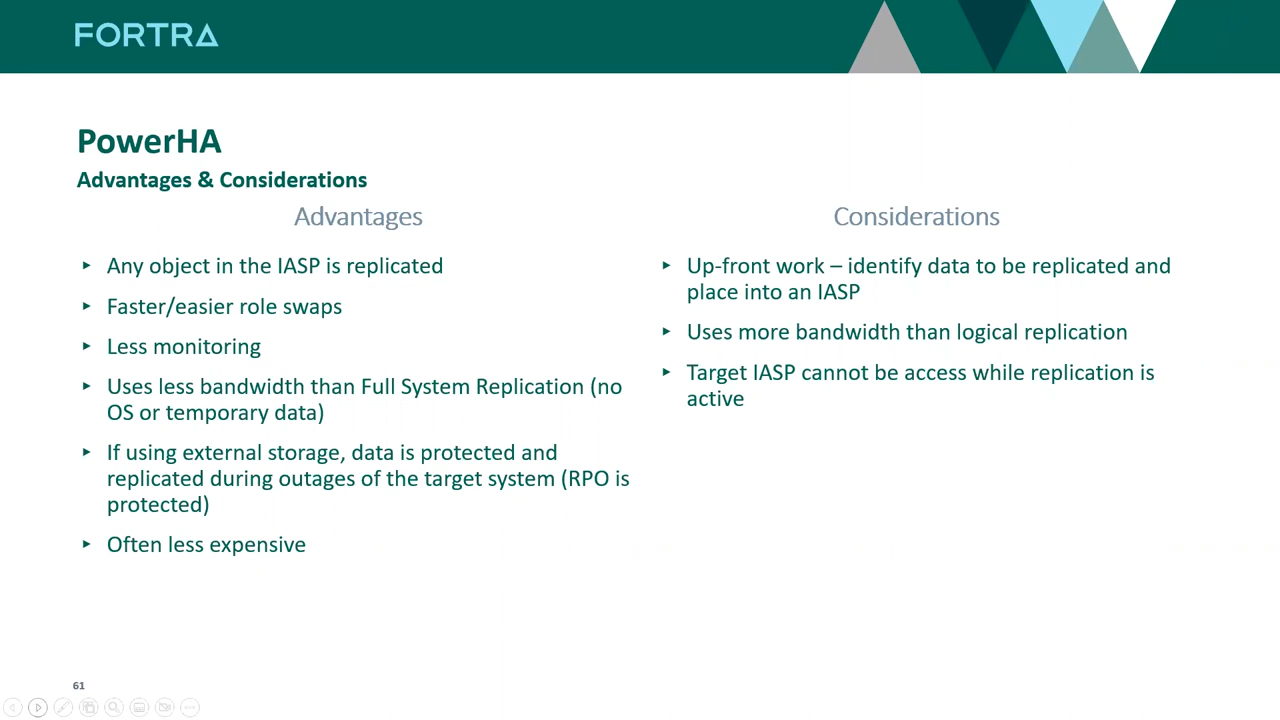 FORTRA
PowerHA
Advantages & Considerations
Advantages
Any object in the IASP is replicated
Faster/easier role swaps
Less monitoring
Uses less bandwidth than Full System Replication (no
OS or temporary data)
If using external storage, data is protected and
replicated during outages of the target system (RPO is
protected)
Often less expensive
Considerations
Up-front work – identify data to be replicated and
place into an IASP
Uses more bandwidth than logical replication
Target IASP cannot be access while replication is
active
61